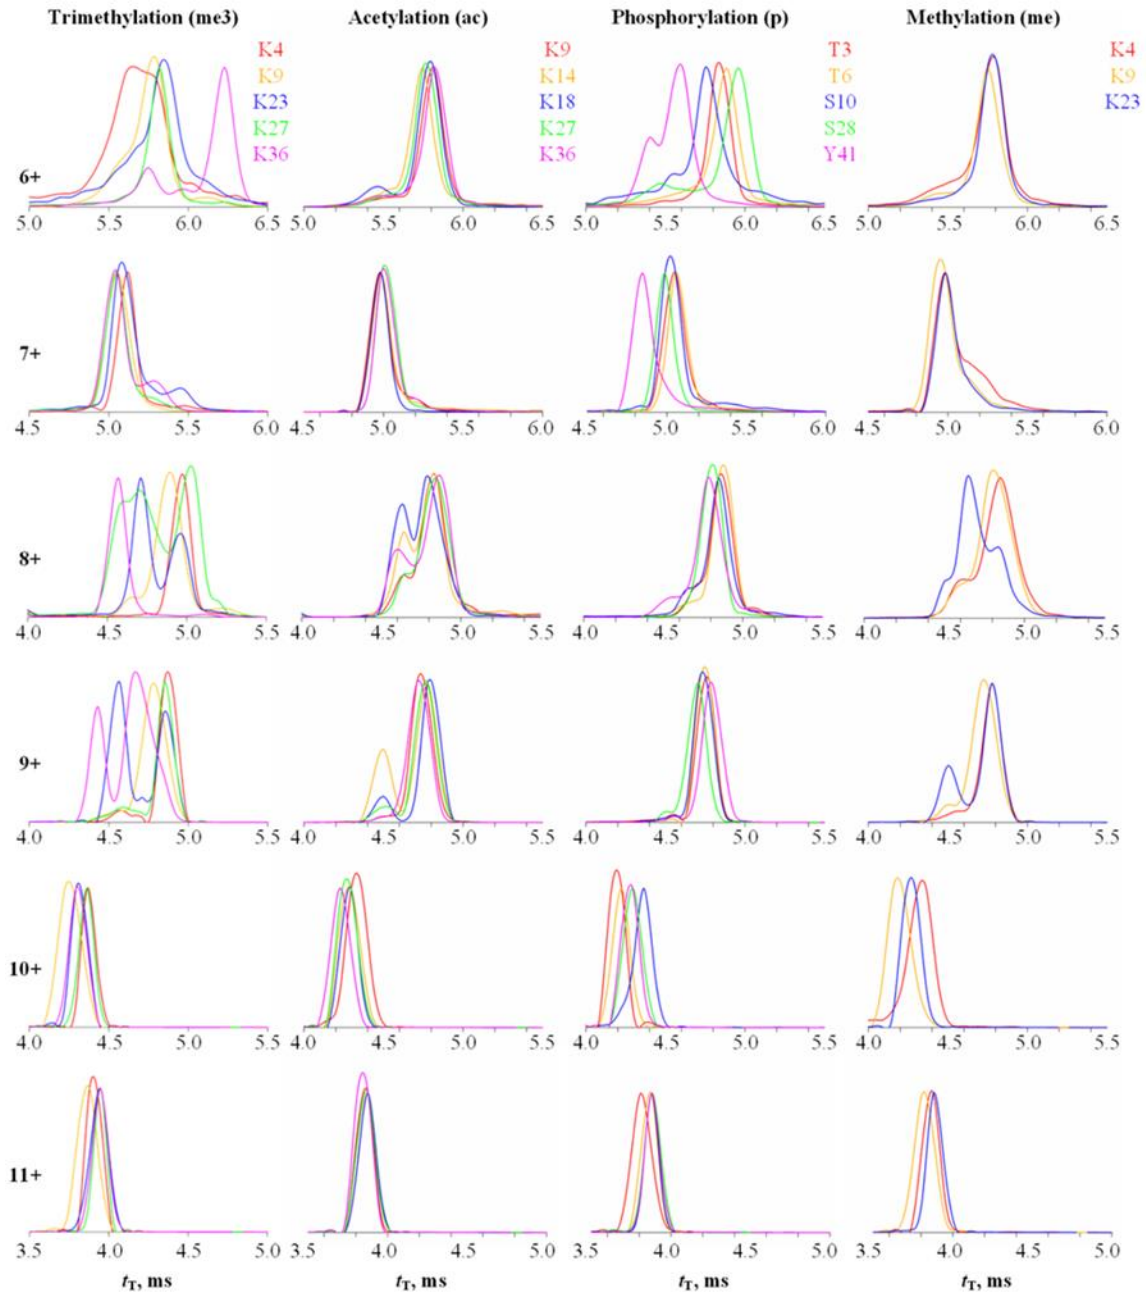 Trimethylation (me3) Acetylation (ac) Phosphorylation (p) Methylation (me)
K4 K9 T3 K4
K9 K14 T6 K9
K23 K18 S10 K23
K27 K27 S28
K36 K36 Y41
6+
5.0 5.5 6.0 6.5 5.0 5.5 6.0 6.5 5.0 5.5 6.0 6.5 5.0 5.5 6.0 6.5
7+
4.5 5.0 5.5 6.0 5.0 5.5 6.0 4.5 5.0 5.5 6.0 4.5 5.0 5.5 6.0
8+
4.0 4.5 5.0 5.5 4.0 4.5 5.0 5.5 4.0 4.5 5.0 5.5 4.0 4.5 5.0 5.5
9+
4.0 4.5 5.0 5.5 4.0 4.5 5.0 5.5 4.0 4.5 5.0 5.5 4.0 4.5 5.0 5.5
10+
4.0 4.5 5.0 5.5 4.0 4.5 5.0 5.5 4.0 4.5 5.0 5.5 4.0 4.5 5.0 5.5
11+
3.5 4.0 4.5 5.0 3.5 4.0 4.5 5.0 3.5 4.0 4.5 5.0 3.5 4.0 4.5 5.0
tT, ms tT, ms tT, ms tT, ms